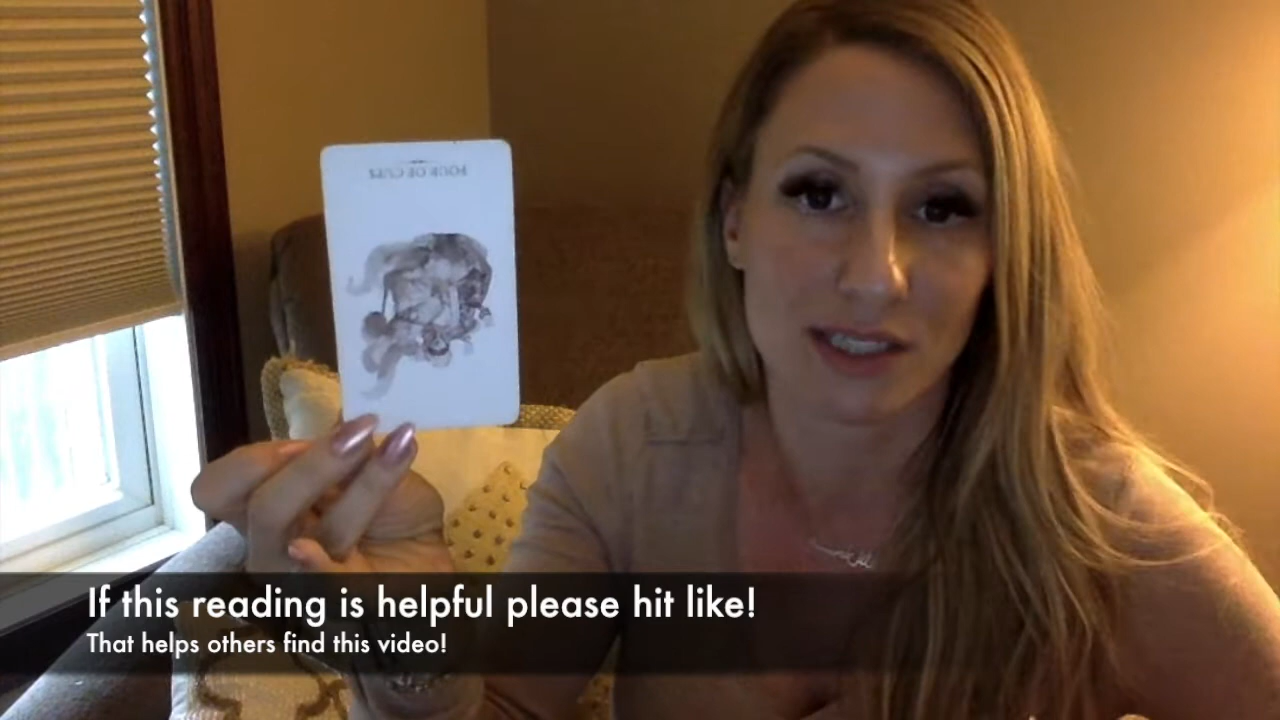 FOUR OF CUPS
If this reading is helpful please hit like!
That helps others find this video!